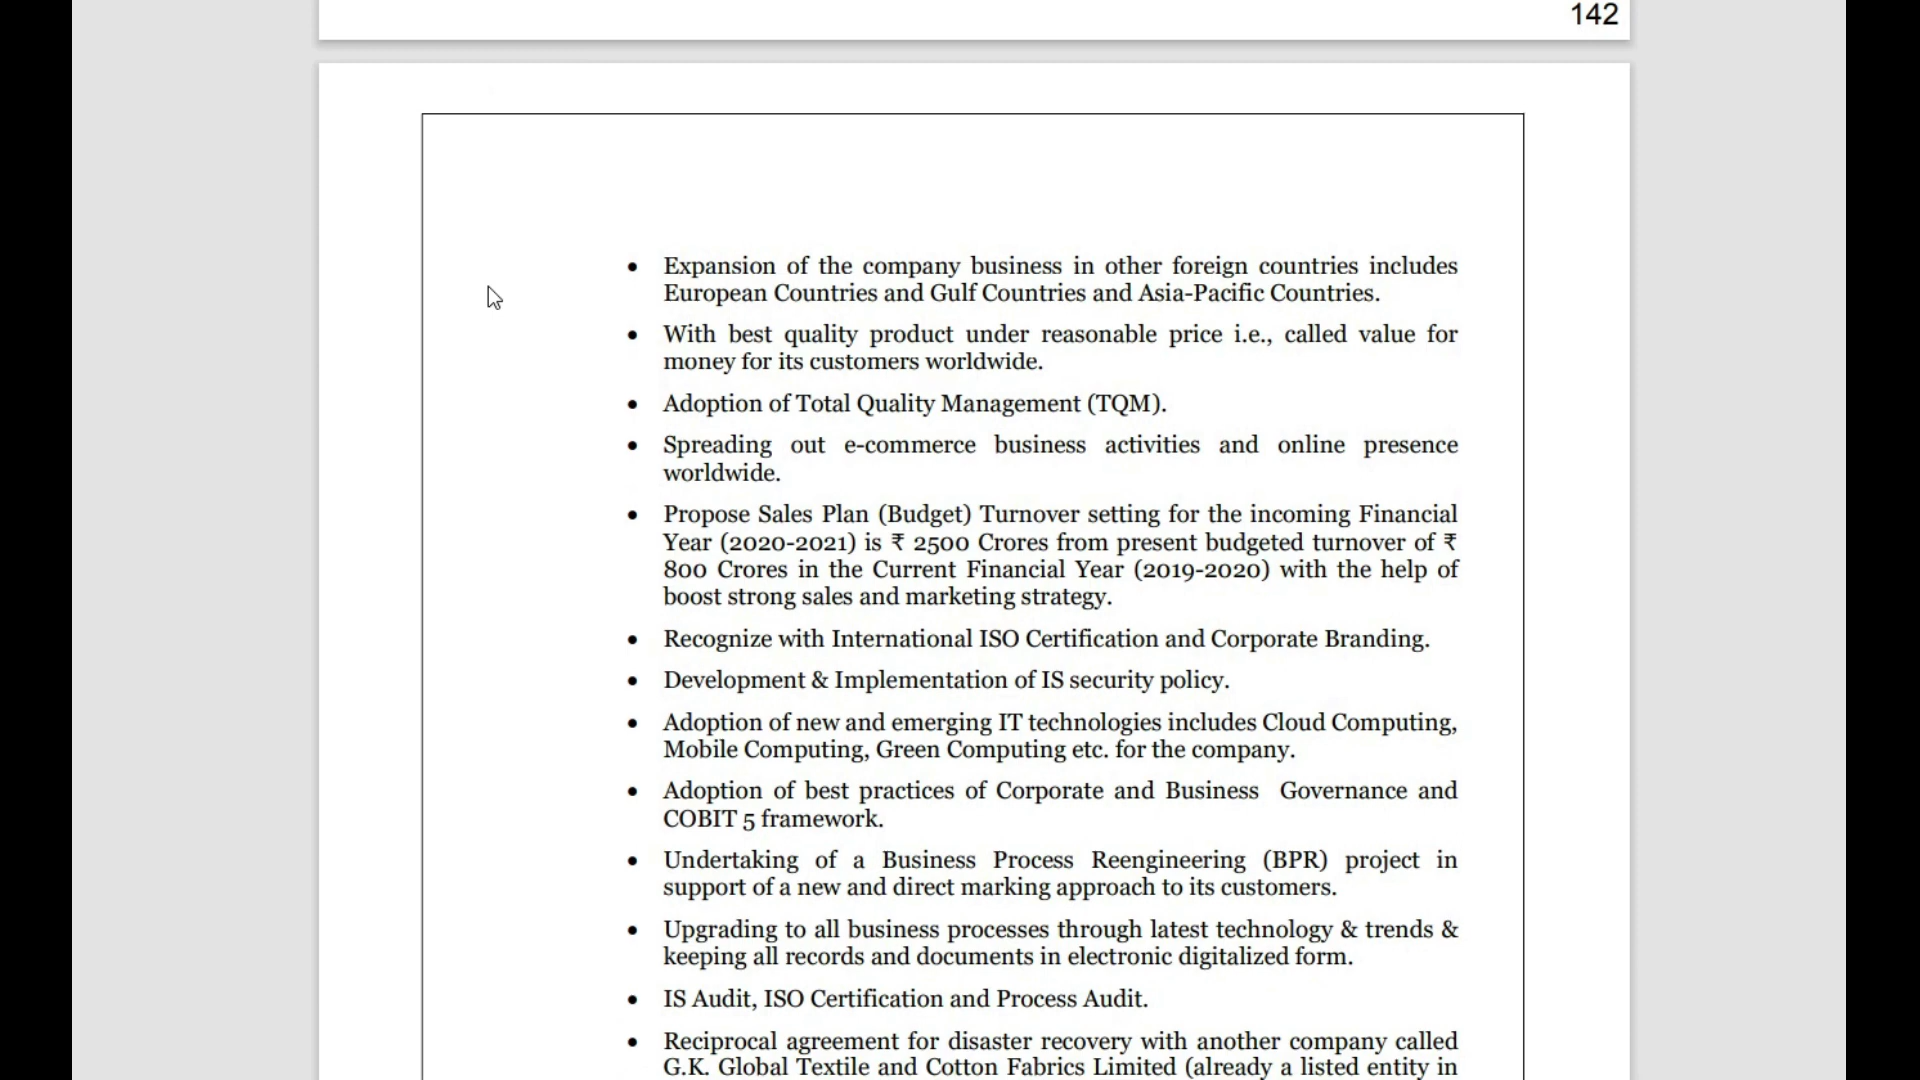 142
• Expansion of the company business in other foreign countries includes
European Countries and Gulf Countries and Asia-Pacific Countries.
• With best quality product under reasonable price i.e., called value for
money for its customers worldwide.
• Adoption of Total Quality Management (TQM).
• Spreading out e-commerce business activities and online presence
worldwide.
• Propose Sales Plan (Budget) Turnover setting for the incoming Financial
Year (2020-2021) is ₹ 2500 Crores from present budgeted turnover of ₹
800 Crores in the Current Financial Year (2019-2020) with the help of
boost strong sales and marketing strategy.
• Recognize with International ISO Certification and Corporate Branding.
• Development & Implementation of IS security policy.
• Adoption of new and emerging IT technologies includes Cloud Computing,
Mobile Computing, Green Computing etc. for the company.
• Adoption of best practices of Corporate and Business Governance and
COBIT 5 framework.
• Undertaking of a Business Process Reengineering (BPR) project in
support of a new and direct marking approach to its customers.
• Upgrading to all business processes through latest technology & trends &
keeping all records and documents in electronic digitalized form.
• IS Audit, ISO Certification and Process Audit.
• Reciprocal agreement for disaster recovery with another company called
G.K. Global Textile and Cotton Fabrics Limited (already a listed entity in